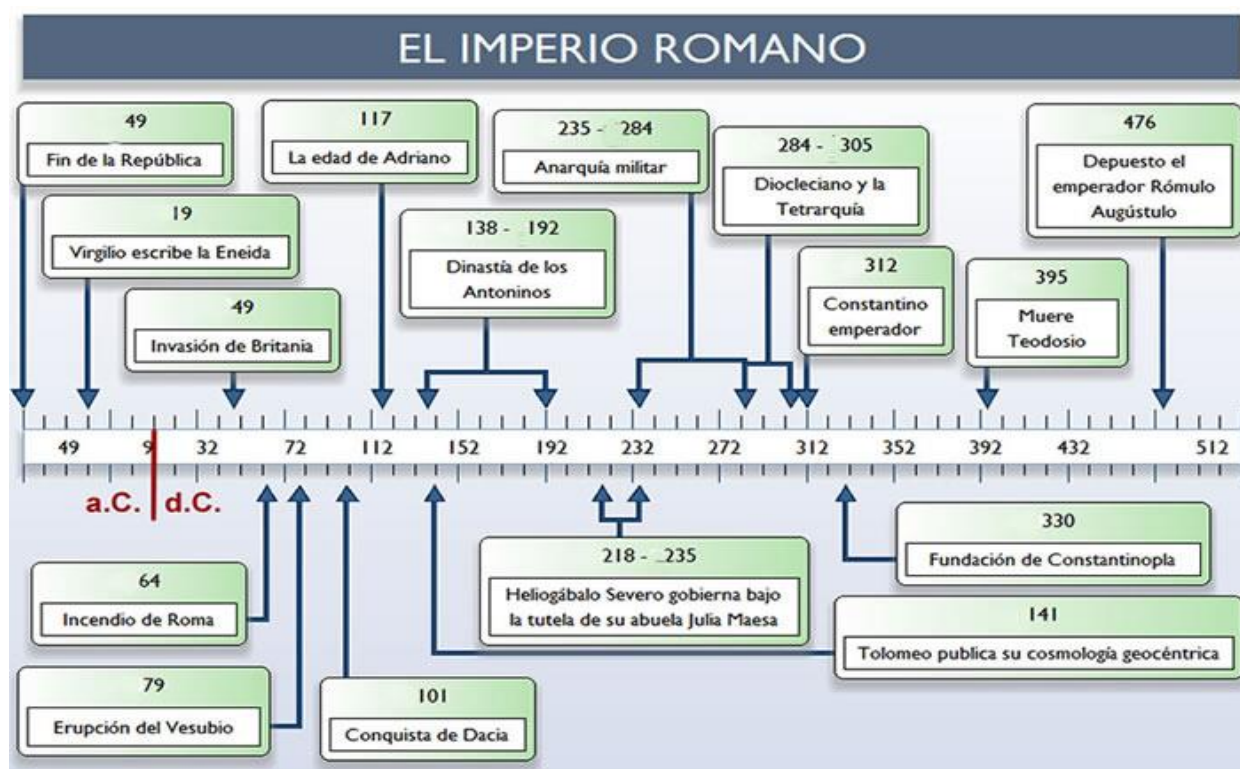 EL IMPERIO ROMANO
49
Fin de la República
19
Virgilio escribe la Eneida
49
Invasión de Britania
117
La edad de Adriano
138 - 192
Dinastía de los
Antoninos
235 - 284
Anarquía militar
284 - 305
Diocleciano y la
Tetrarquía
312
Constantino
emperador
395
Muere
Teodosio
476
Depuesto el
emperador Rómulo
Augústulo
49 9 32 72 112 152 192 232 272 312 352 392 432 512
a.C. d.C.
64
Incendio de Roma
79
Erupción del Vesubio
101
Conquista de Dacia
218 - 235
Heliogábalo Severo gobierna bajo
la tutela de su abuela Julia Maesa
330
Fundación de Constantinopla
141
Tolomeo publica su cosmología geocéntrica